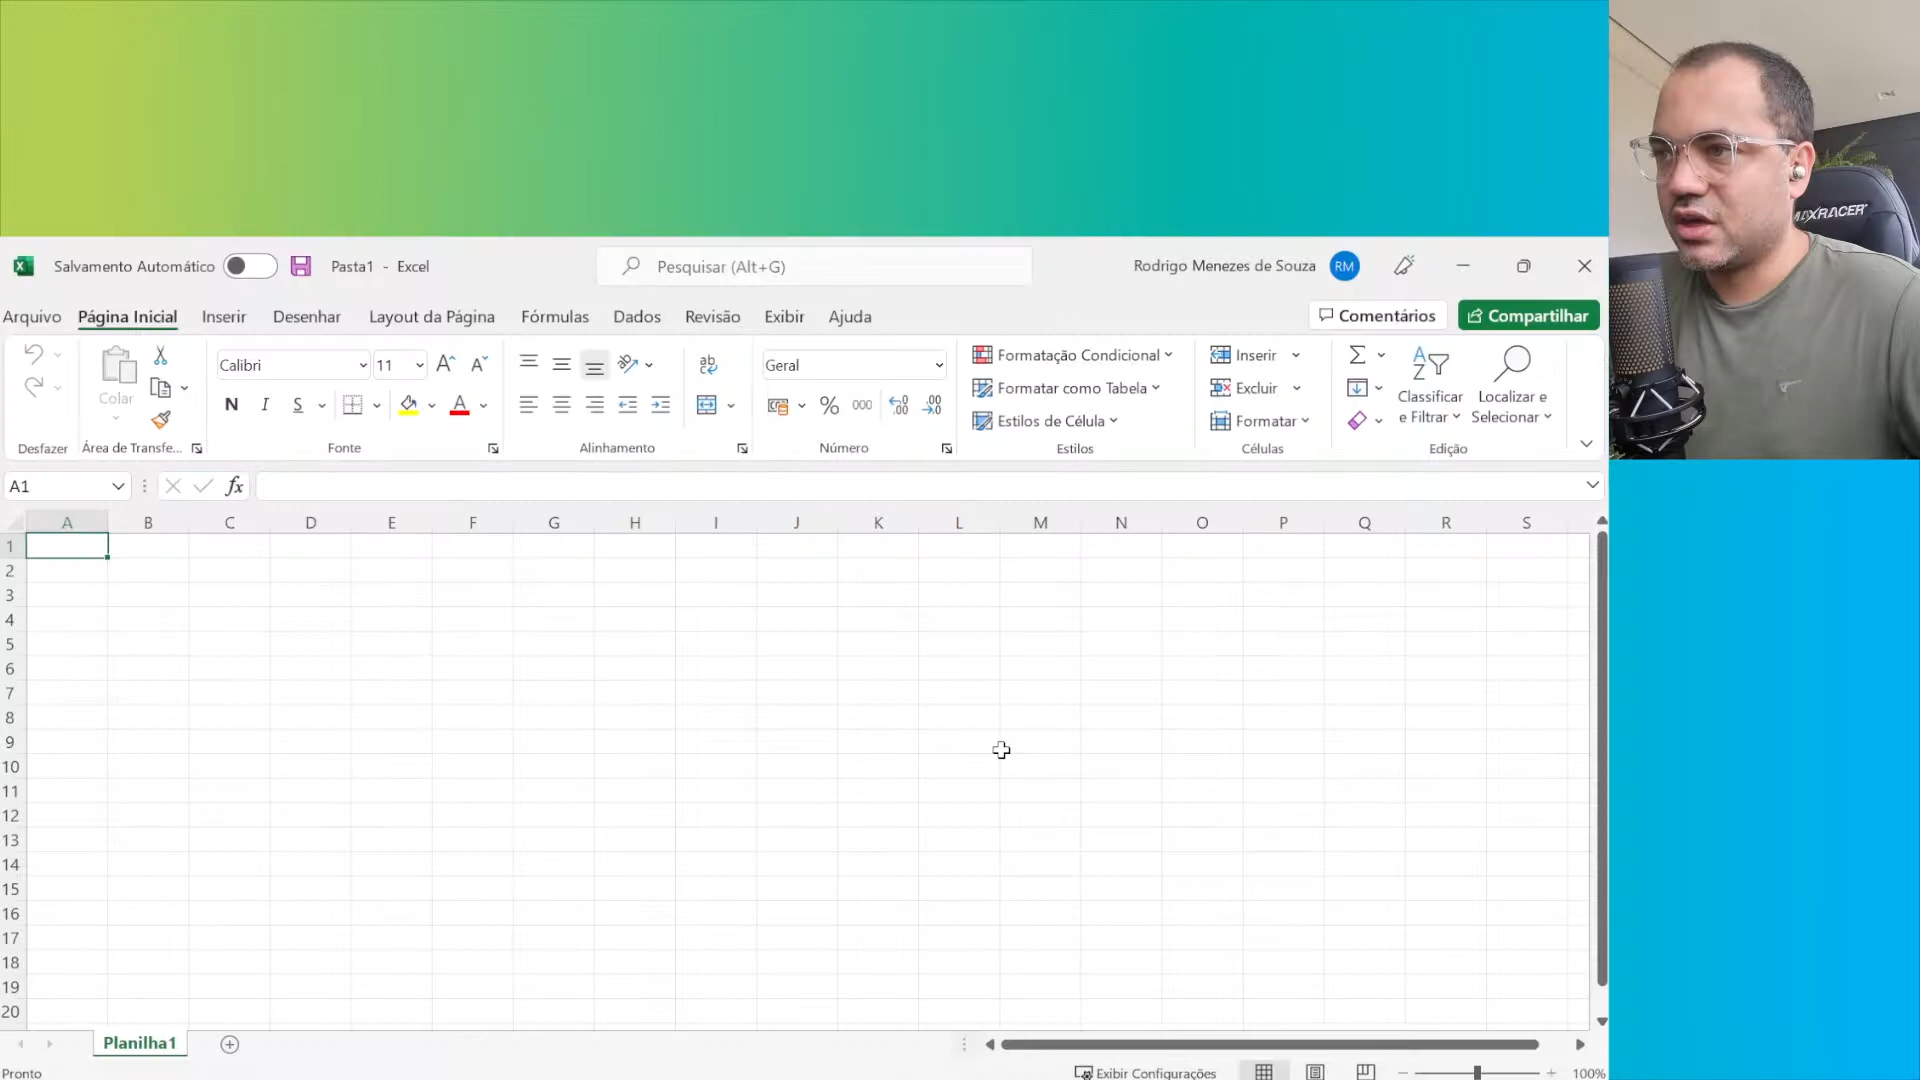 Salvamento Automático Pasta1 - Excel Pesquisar (Alt+G) Rodrigo Menezes de Souza RM
Arquivo Página Inicial Inserir Desenhar Layout da Página Fórmulas Dados Revisão Exibir Ajuda Comentários Compartilhar
Colar
Calibri 11
N I S
ab
Geral
% 000
Formatação Condicional
Formatar como Tabela
Estilos de Célula
Inserir
Excluir
Formatar
Classificar
e Filtrar
Localizar e
Selecionar
Desfazer Área de Transfe... Fonte Alinhamento Número Estilos Células Edição
A1 fx
A B C D E F G H I J K L M N O P Q R S
1
2
3
4
5
6
7
8
9
10
11
12
13
14
15
16
17
18
19
20
Planilha1
Pronto Exibir Configurações 100%